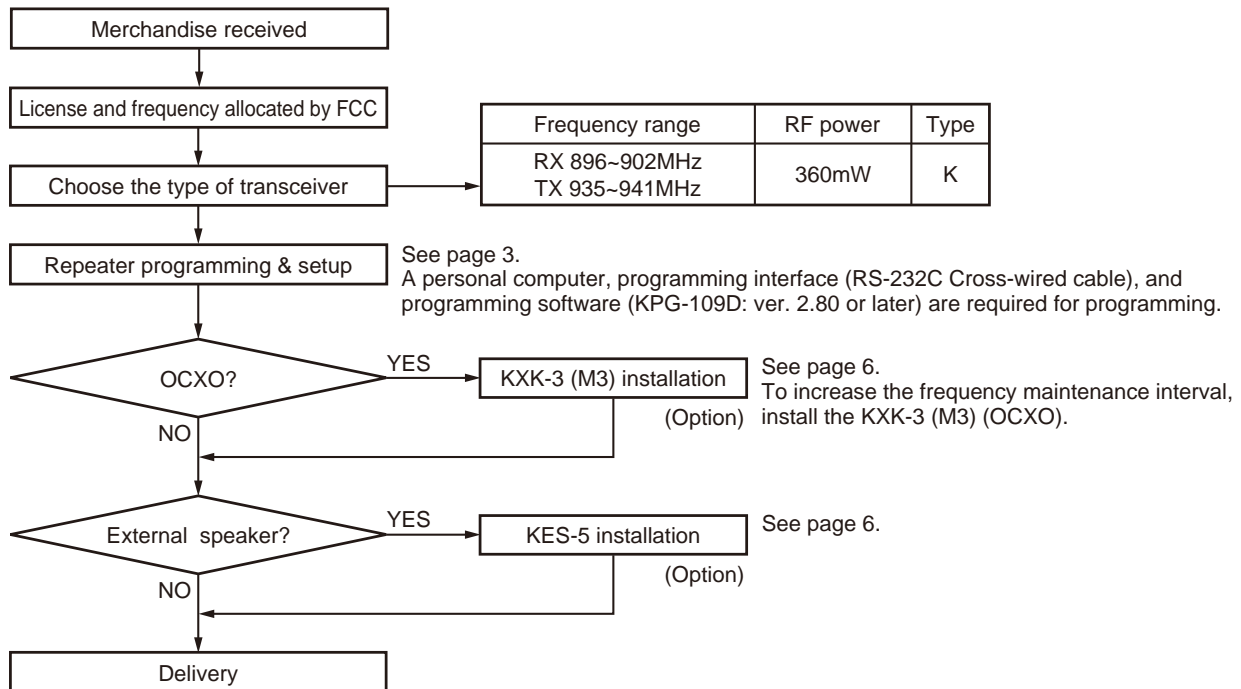 Merchandise received
License and frequency allocated by FCC
Choose the type of transceiver
Frequency range RF power Type
RX 896~902MHz
TX 935~941MHz
360mW K
Repeater programming & setup
See page 3.
A personal computer, programming interface (RS-232C Cross-wired cable), and
programming software (KPG-109D: ver. 2.80 or later) are required for programming.
OCXO?
YES
KXK-3 (M3) installation
(Option)
See page 6.
To increase the frequency maintenance interval,
install the KXK-3 (M3) (OCXO).
NO
External speaker?
YES
KES-5 installation
(Option)
See page 6.
NO
Delivery